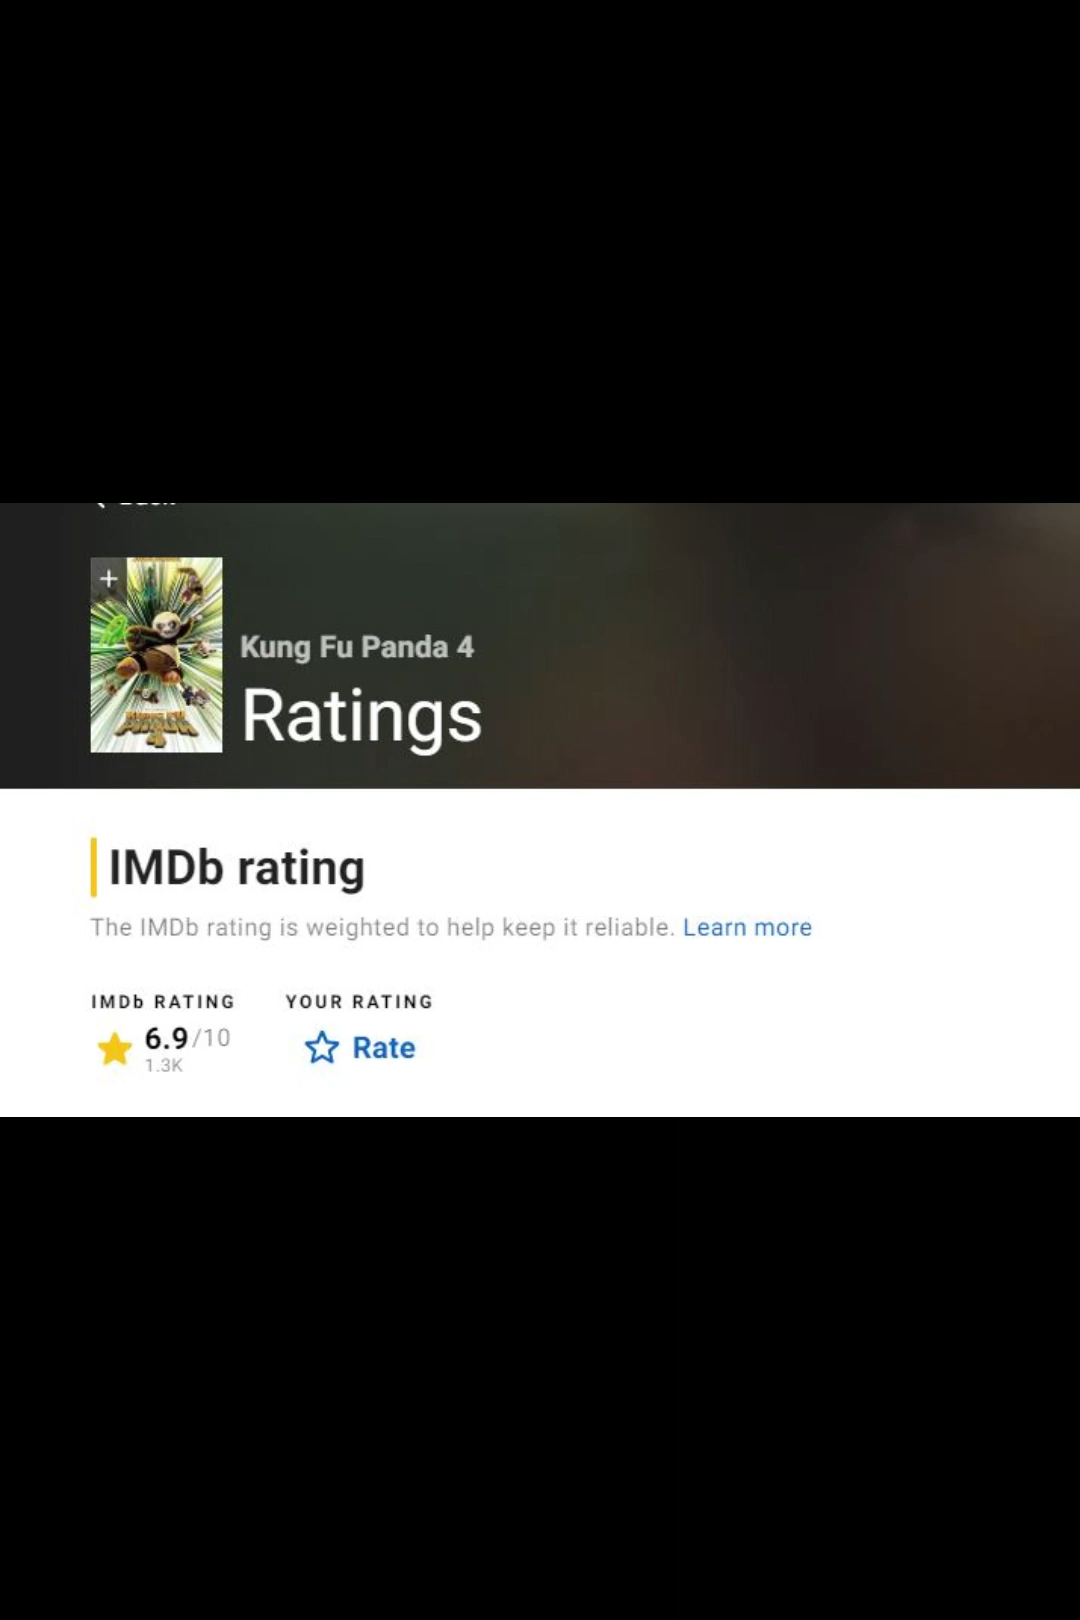 Kung Fu Panda 4
Ratings
IMDb rating
The IMDb rating is weighted to help keep it reliable. Learn more
IMDb RATING YOUR RATING
6.9/10 Rate
1.3K